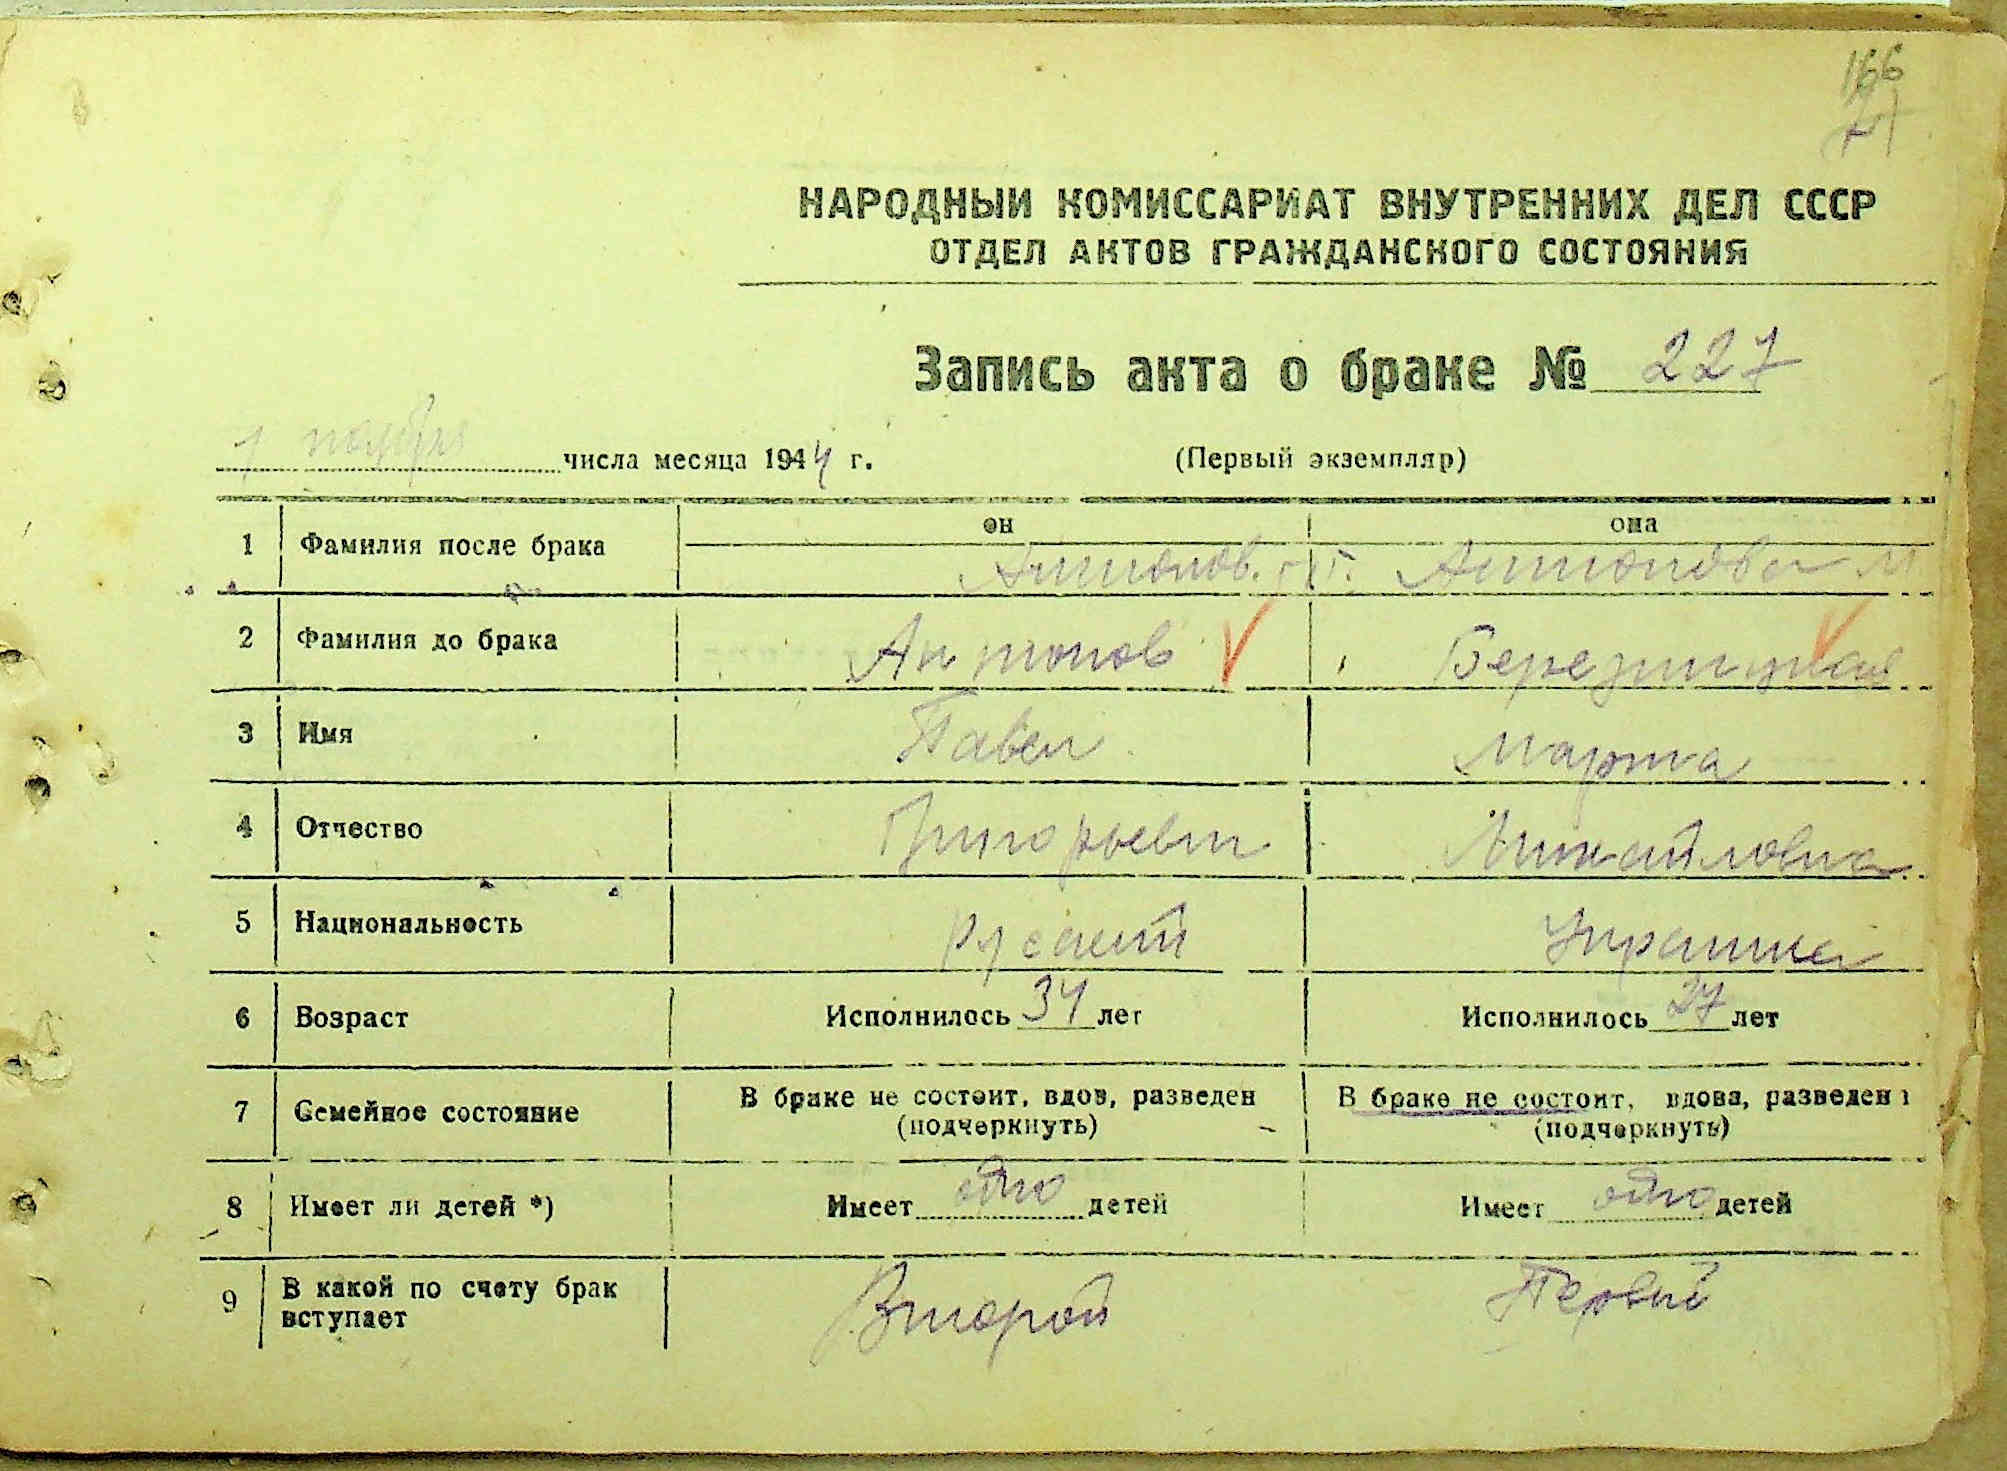 166
НАРОДНЫЙ КОМИССАРИАТ ВНУТРЕННИХ ДЕЛ СССР
ОТДЕЛ АКТОВ ГРАЖДАНСКОГО СОСТОЯНИЯ
Запись акта о браке № 227
ноября числа месяца 1944 г. (Первый экземпляр)
он она
1 Фамилия после брака Антонов. П. Г. Антонова М
2 Фамилия до брака Антонов Березицкая
3 Имя Павел Марта
4 Отчество Григорьевич Михайловна
5 Национальность русский Украинка
6 Возраст Исполнилось 34 лет Исполнилось 27 лет
7 Семейное состояние В браке не состоит, вдов, разведен В браке не состоит, вдова, разведен
(подчеркнуть) (подчеркнуть)
8 Имеет ли детей *) Имеет одно детей Имеет одно детей
9 В какой по счету брак Второй Первый
вступает